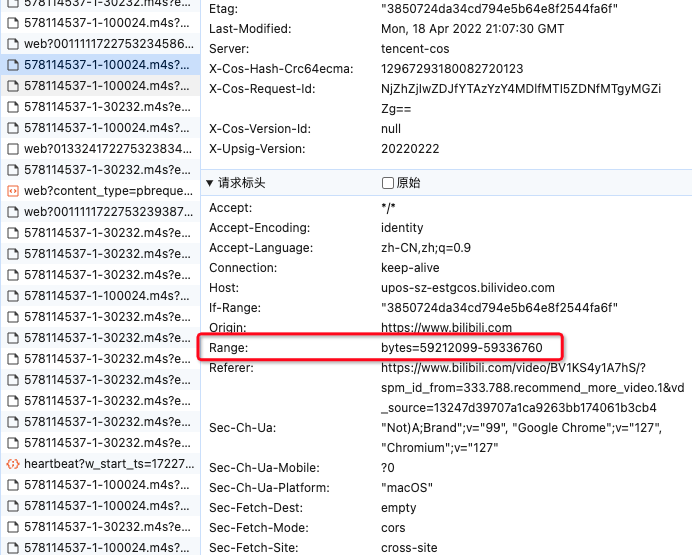 578114537-1-30232.m4s?e...
578114537-1-100024.m4s?...
web?0011111722753234586...
578114537-1-100024.m4s?...
578114537-1-100024.m4s?...
578114537-1-30232.m4s?e...
578114537-1-100024.m4s?...
web?013324172275323834...
578114537-1-30232.m4s?e...
web?content_type=pbreque...
web?0011111722753239387...
578114537-1-30232.m4s?e...
578114537-1-30232.m4s?e...
578114537-1-30232.m4s?e...
578114537-1-100024.m4s?...
578114537-1-30232.m4s?e...
578114537-1-30232.m4s?e...
578114537-1-30232.m4s?e...
578114537-1-30232.m4s?e...
578114537-1-30232.m4s?e...
578114537-1-30232.m4s?e...
578114537-1-30232.m4s?e...
heartbeat?w_start_ts=17227...
578114537-1-100024.m4s?...
578114537-1-100024.m4s?...
578114537-1-30232.m4s?e...
578114537-1-100024.m4s?...
Etag: "3850724da34cd794e5b64e8f2544fa6f"
Last-Modified: Mon, 18 Apr 2022 21:07:30 GMT
Server: tencent-cos
X-Cos-Hash-Crc64ecma: 12967293180082720123
X-Cos-Request-Id: NjZhZjIwZDJfYTAzYzY4MDlfMTI5ZDNfMTgyMGZi
Zg==
X-Cos-Version-Id: null
X-Upsig-Version: 20220222
请求标头 原始
Accept: */*
Accept-Encoding: identity
Accept-Language: zh-CN,zh;q=0.9
Connection: keep-alive
Host: upos-sz-estgcos.bilivideo.com
If-Range: "3850724da34cd794e5b64e8f2544fa6f"
Origin: https://www.bilibili.com
Range: bytes=59212099-59336760
Referer: https://www.bilibili.com/video/BV1KS4y1A7hS/?
spm_id_from=333.788.recommend_more_video.1&vd
_source=13247d39707a1ca9263bb174061b3cb4
Sec-Ch-Ua: "Not)A;Brand";v="99", "Google Chrome";v="127",
"Chromium";v="127"
Sec-Ch-Ua-Mobile: ?0
Sec-Ch-Ua-Platform: "macOS"
Sec-Fetch-Dest: empty
Sec-Fetch-Mode: cors
Sec-Fetch-Site: cross-site